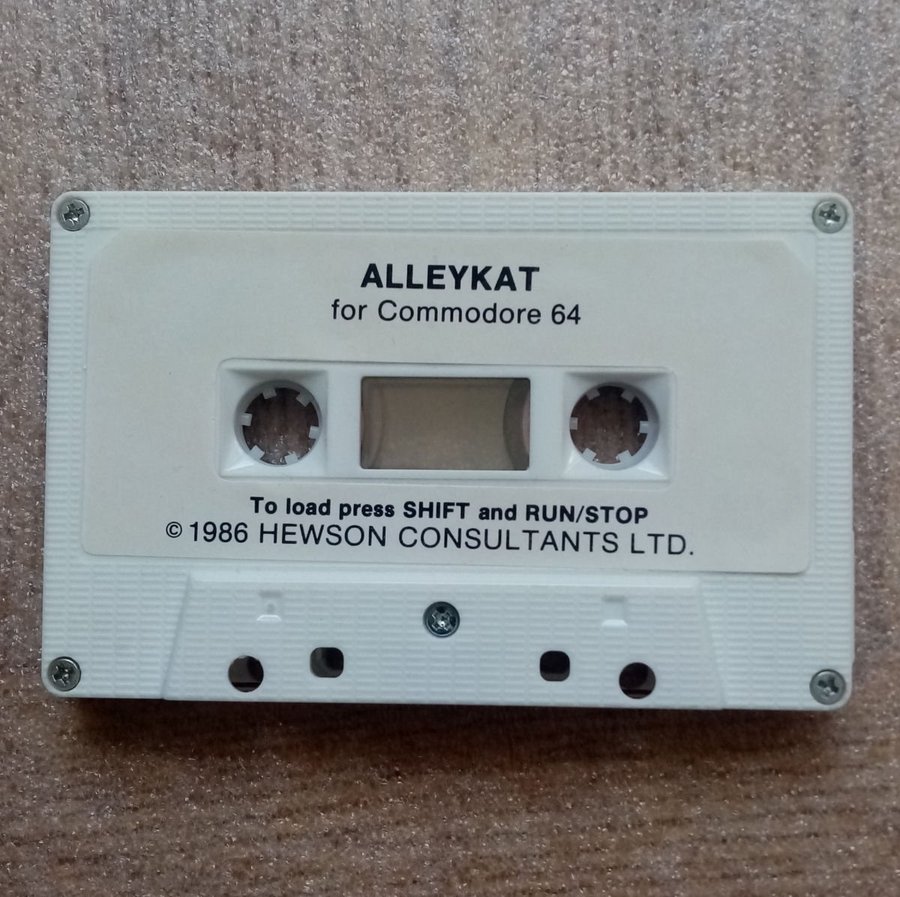 ALLEYKAT
for Commodore 64
To load press SHIFT and RUN/STOP
© 1986 HEWSON CONSULTANTS LTD.